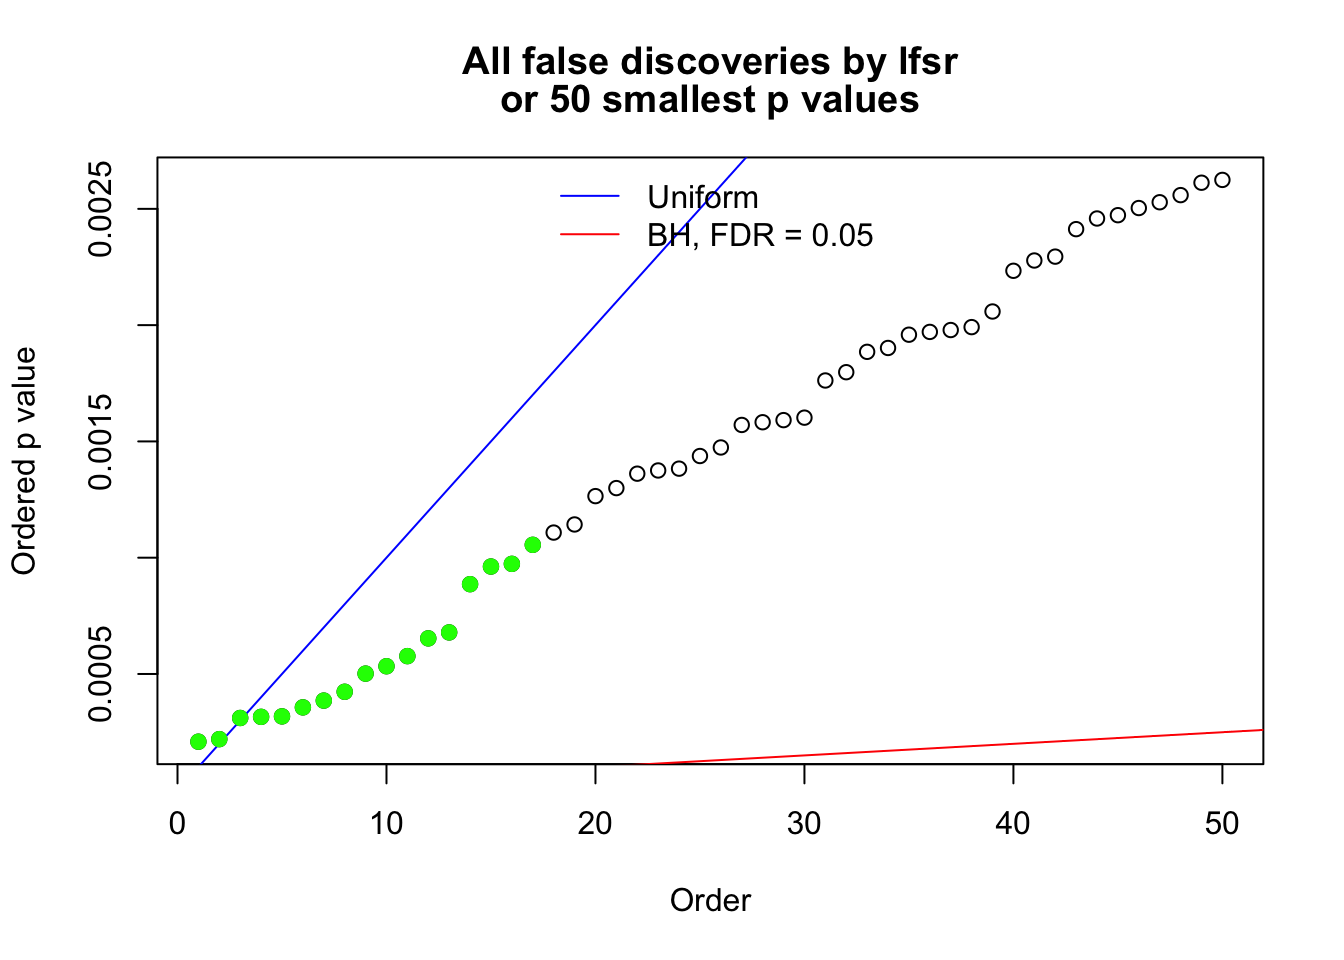 All false discoveries by lfsr
or 50 smallest p values
Uniform
BH, FDR = 0.05
Ordered p value
0.0025
0.0015
0.0005
0 10 20 30 40 50
Order